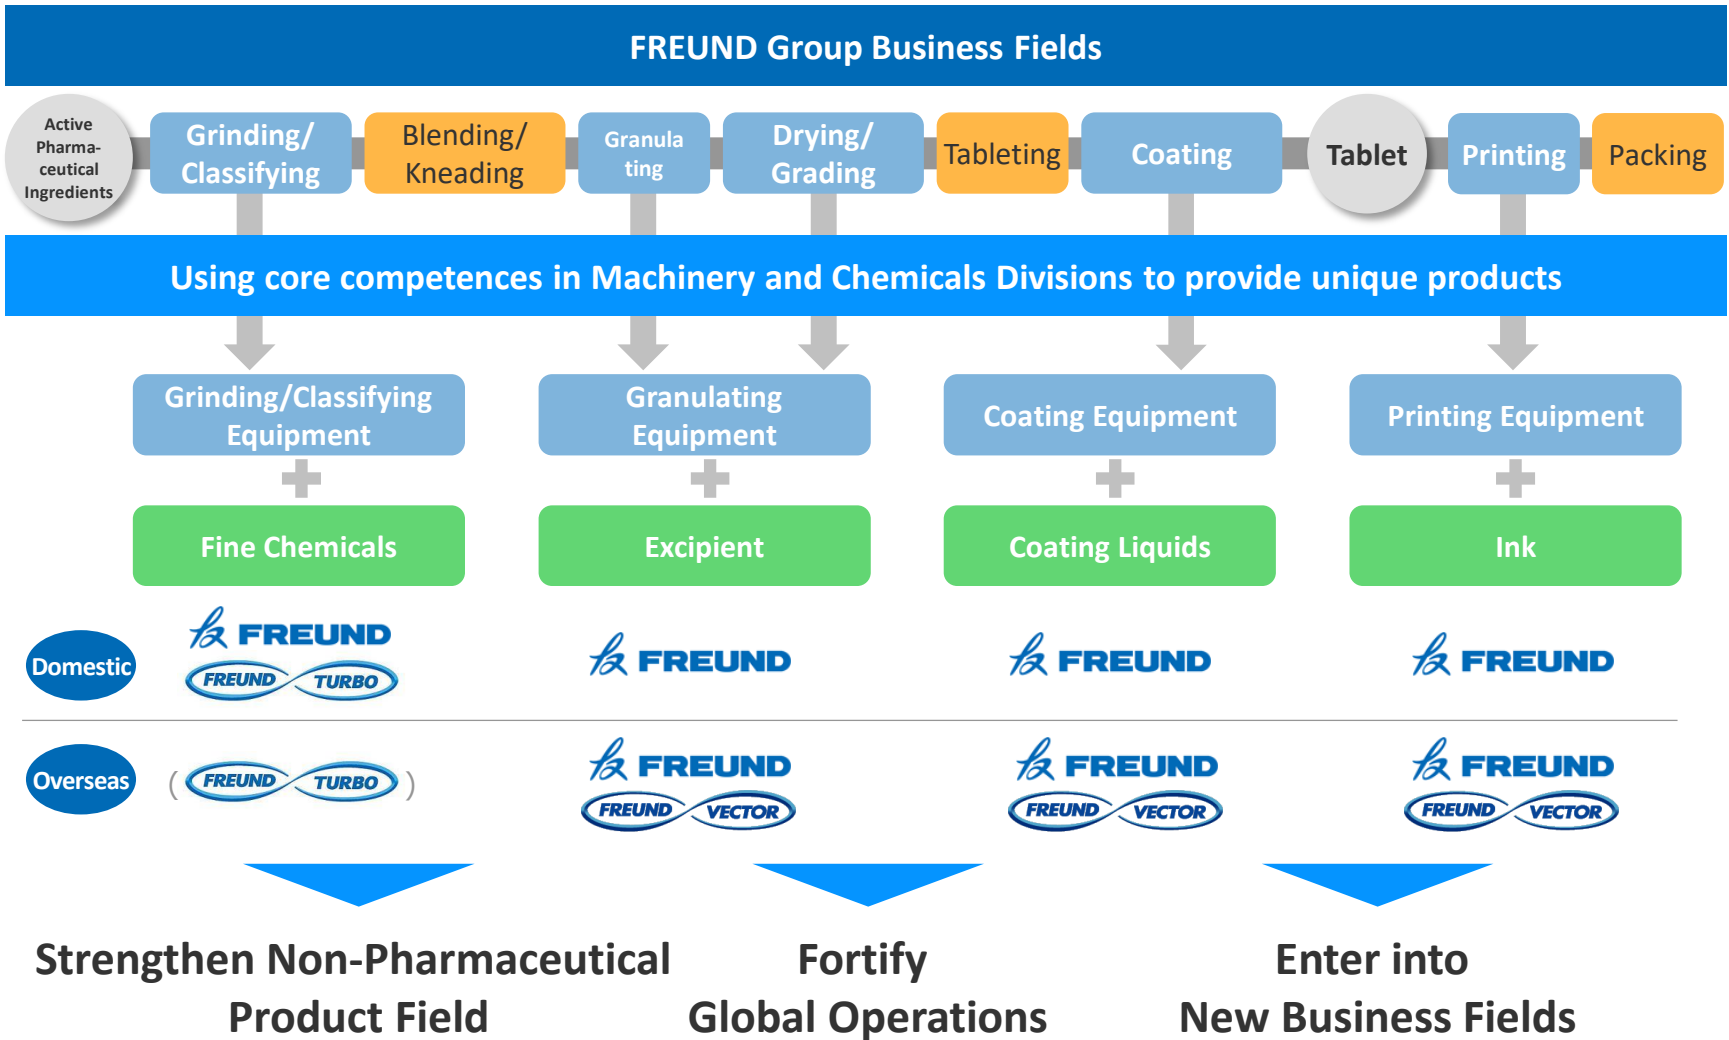 FREUND Group Business Fields
Active
Pharma-
ceutical
Ingredients
Grinding/
Classifying
Blending/
Kneading
Granula
ting
Drying/
Grading
Tableting
Coating
Tablet
Printing
Packing
Using core competences in Machinery and Chemicals Divisions to provide unique products
Grinding/Classifying
Equipment
Granulating
Equipment
Coating Equipment
Printing Equipment
Fine Chemicals
Excipient
Coating Liquids
Ink
Domestic
FREUND
FREUND TURBO
FREUND
FREUND
FREUND
Overseas
( FREUND TURBO )
FREUND
FREUND VECTOR
FREUND
FREUND VECTOR
FREUND
FREUND VECTOR
Strengthen Non-Pharmaceutical
Product Field
Fortify
Global Operations
Enter into
New Business Fields